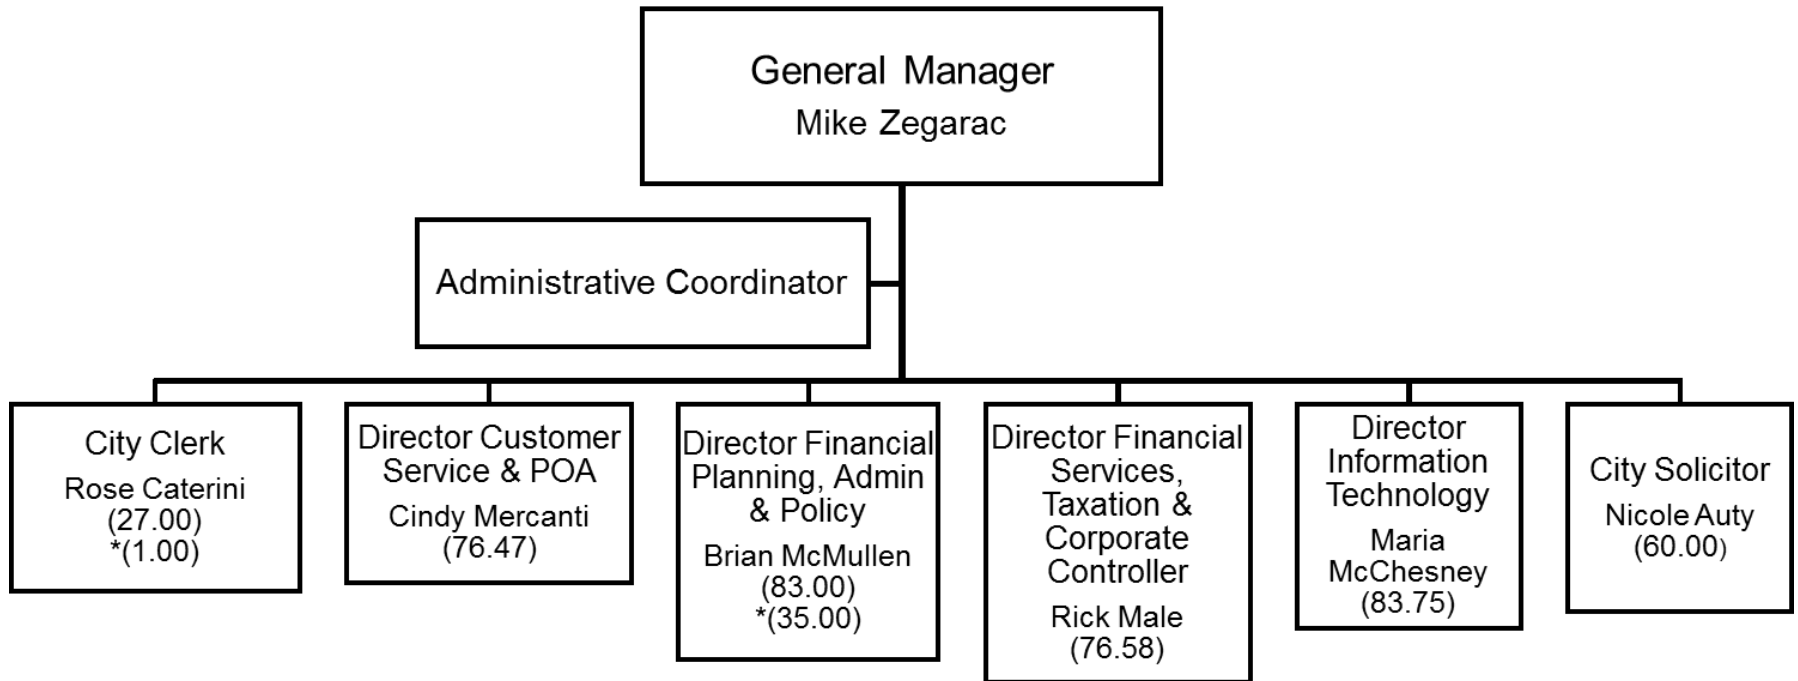 General Manager
Mike Zegarac
Administrative Coordinator
City Clerk
Rose Caterini
(27.00)
*(1.00)
Director Customer
Service & POA
Cindy Mercanti
(76.47)
Director Financial
Planning, Admin
& Policy
Brian McMullen
(83.00)
*(35.00)
Director Financial
Services,
Taxation &
Corporate
Controller
Rick Male
(76.58)
Director
Information
Technology
Maria
McChesney
(83.75)
City Solicitor
Nicole Auty
(60.00)